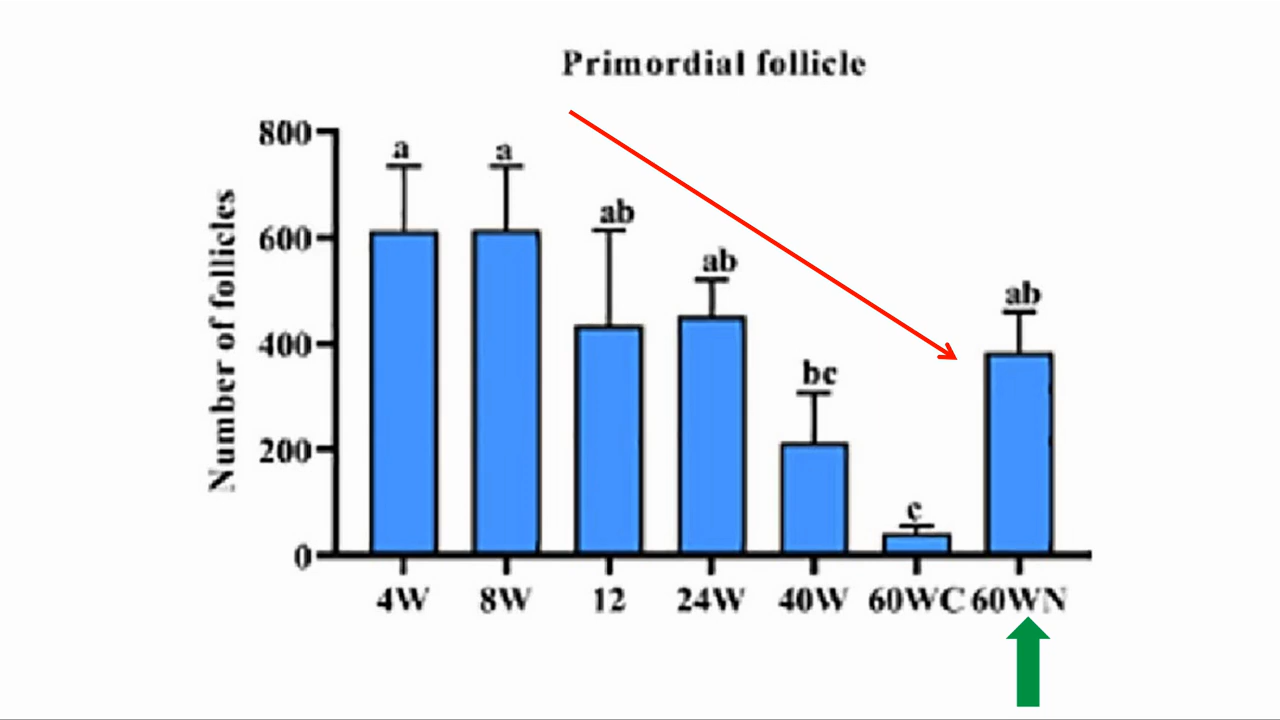 Primordial follicle
Number of follicles
800
600
400
200
0
a
a
ab
ab
bc
c
ab
4W
8W
12
24W
40W
60WC
60WN